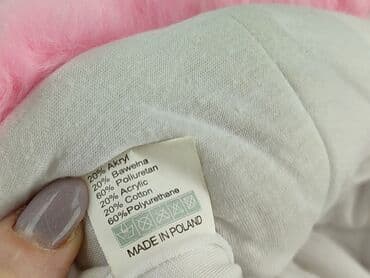 20% Akryl
20% Bawełna
60% Poliuretan
20% Acrylic
20% Cotton
60%Polyurethane
MADE IN POLAND